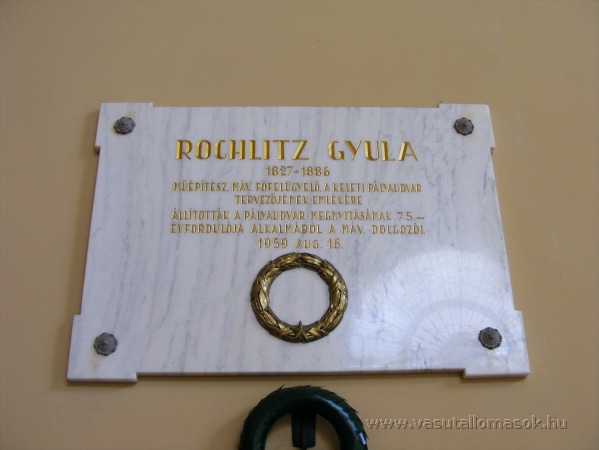 ROCHLITZ GYULA
1827-1886
MŰÉPÍTÉSZ, MÁV. FŐFELÜGYELŐ, A KELETI PÁLYAUDVAR
TERVEZŐJÉNEK EMLÉKÉRE
ÁLLÍTOTTÁK A PÁLYAUDVAR MEGNYITÁSÁNAK 75.-
ÉVFORDULÓJA ALKALMÁBÓL A MÁV. DOLGOZÓI.
1959 AUG. 16.
www.vasutallomasok.hu